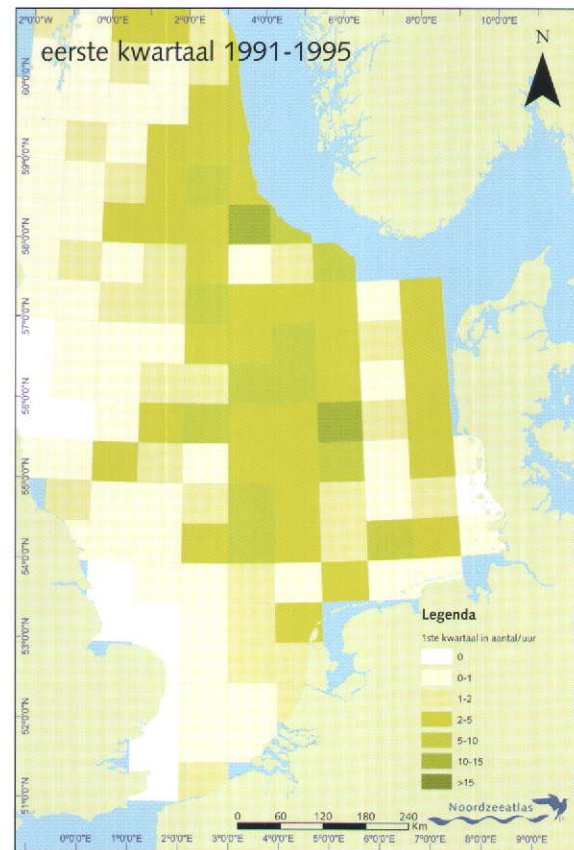 2°0'0"W 0°0'0"E 2°0'0"E 4°0'0"E 6°0'0"E 8°0'0"E 10°0'0"E
eerste kwartaal 1991-1995
N
60°0'0"N
59°0'0"N
58°0'0"N
57°0'0"N
56°0'0"N
55°0'0"N
54°0'0"N
53°0'0"N
52°0'0"N
51°0'0"N
Legenda
1ste kwartaal in aantal/uur
0
0-1
1-2
2-5
5-10
10-15
>15
Noordzeeatlas
0 60 120 180 240
Km
0°0'0"E 1°0'0"E 2°0'0"E 3°0'0"E 4°0'0"E 5°0'0"E 6°0'0"E 7°0'0"E 8°0'0"E 9°0'0"E